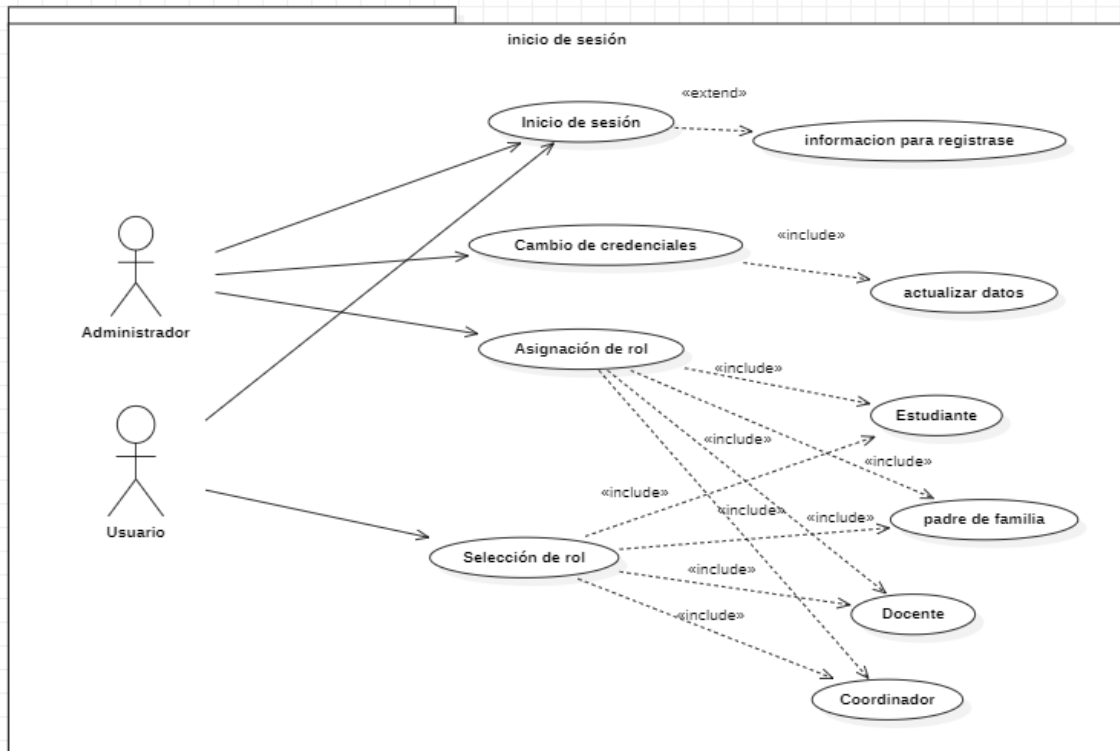 inicio de sesión
«extend»
Inicio de sesión
informacion para registrase
Cambio de credenciales
«include»
actualizar datos
Administrador
Asignación de rol
«include»
Estudiante
«include»
«include»
«include»
«include»
«include»
padre de familia
Usuario
Selección de rol
«include»
Docente
«include»
Coordinador